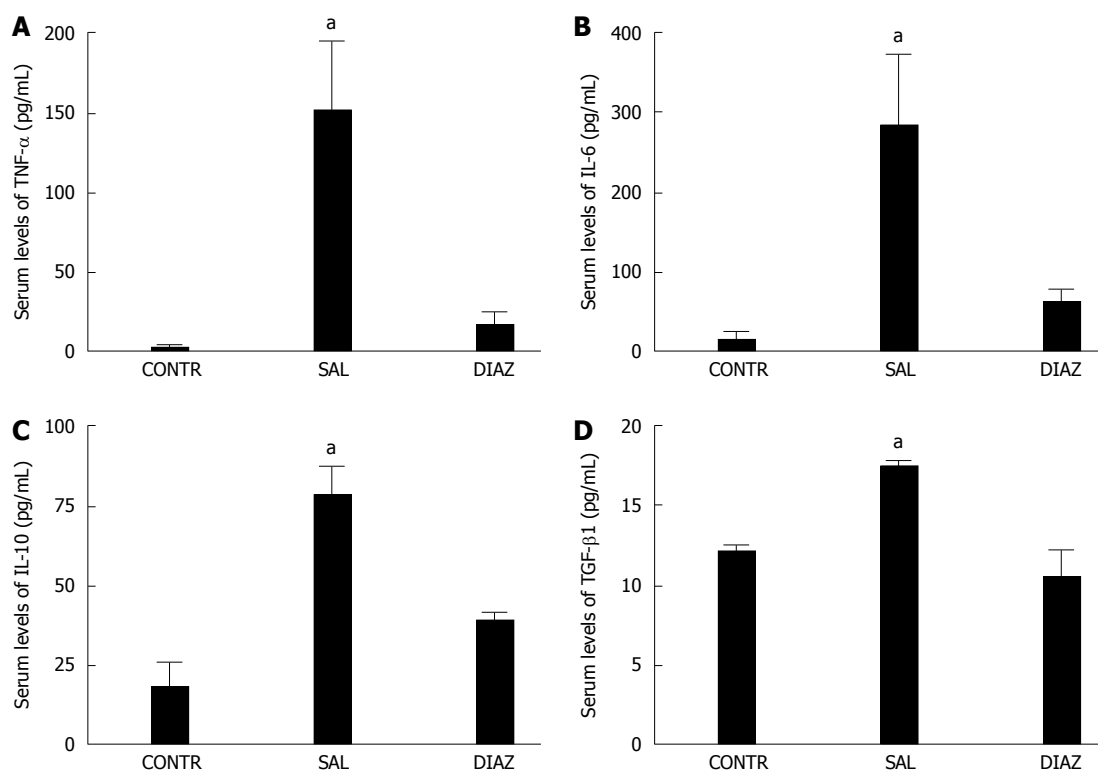 A
Serum levels of TNF-α (pg/mL)
200
150
100
50
0
a
CONTR SAL DIAZ
B
Serum levels of IL-6 (pg/mL)
400
300
200
100
0
a
CONTR SAL DIAZ
C
Serum levels of IL-10 (pg/mL)
100
75
50
25
0
a
CONTR SAL DIAZ
D
Serum levels of TGF-β1 (pg/mL)
20
15
10
5
0
a
CONTR SAL DIAZ